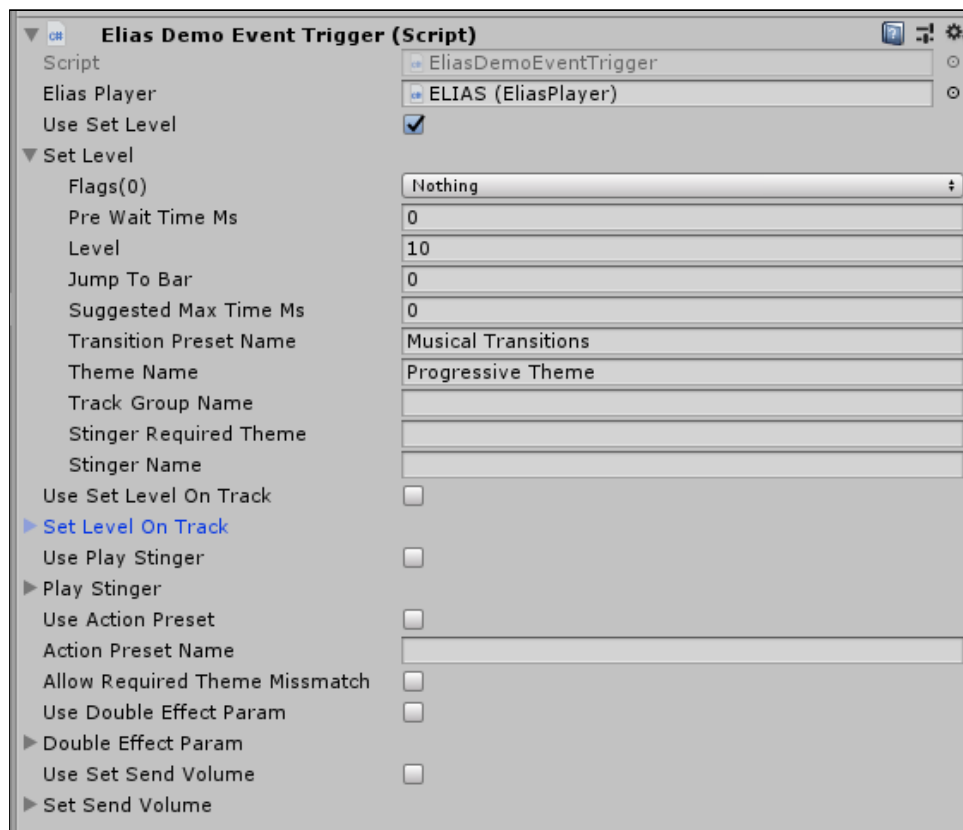 Elias Demo Event Trigger (Script)
Script EliasDemoEventTrigger
Elias Player ELIAS (EliasPlayer)
Use Set Level
Set Level
Flags(0) Nothing
Pre Wait Time Ms 0
Level 10
Jump To Bar 0
Suggested Max Time Ms 0
Transition Preset Name Musical Transitions
Theme Name Progressive Theme
Track Group Name
Stinger Required Theme
Stinger Name
Use Set Level On Track
Set Level On Track
Use Play Stinger
Play Stinger
Use Action Preset
Action Preset Name
Allow Required Theme Missmatch
Use Double Effect Param
Double Effect Param
Use Set Send Volume
Set Send Volume